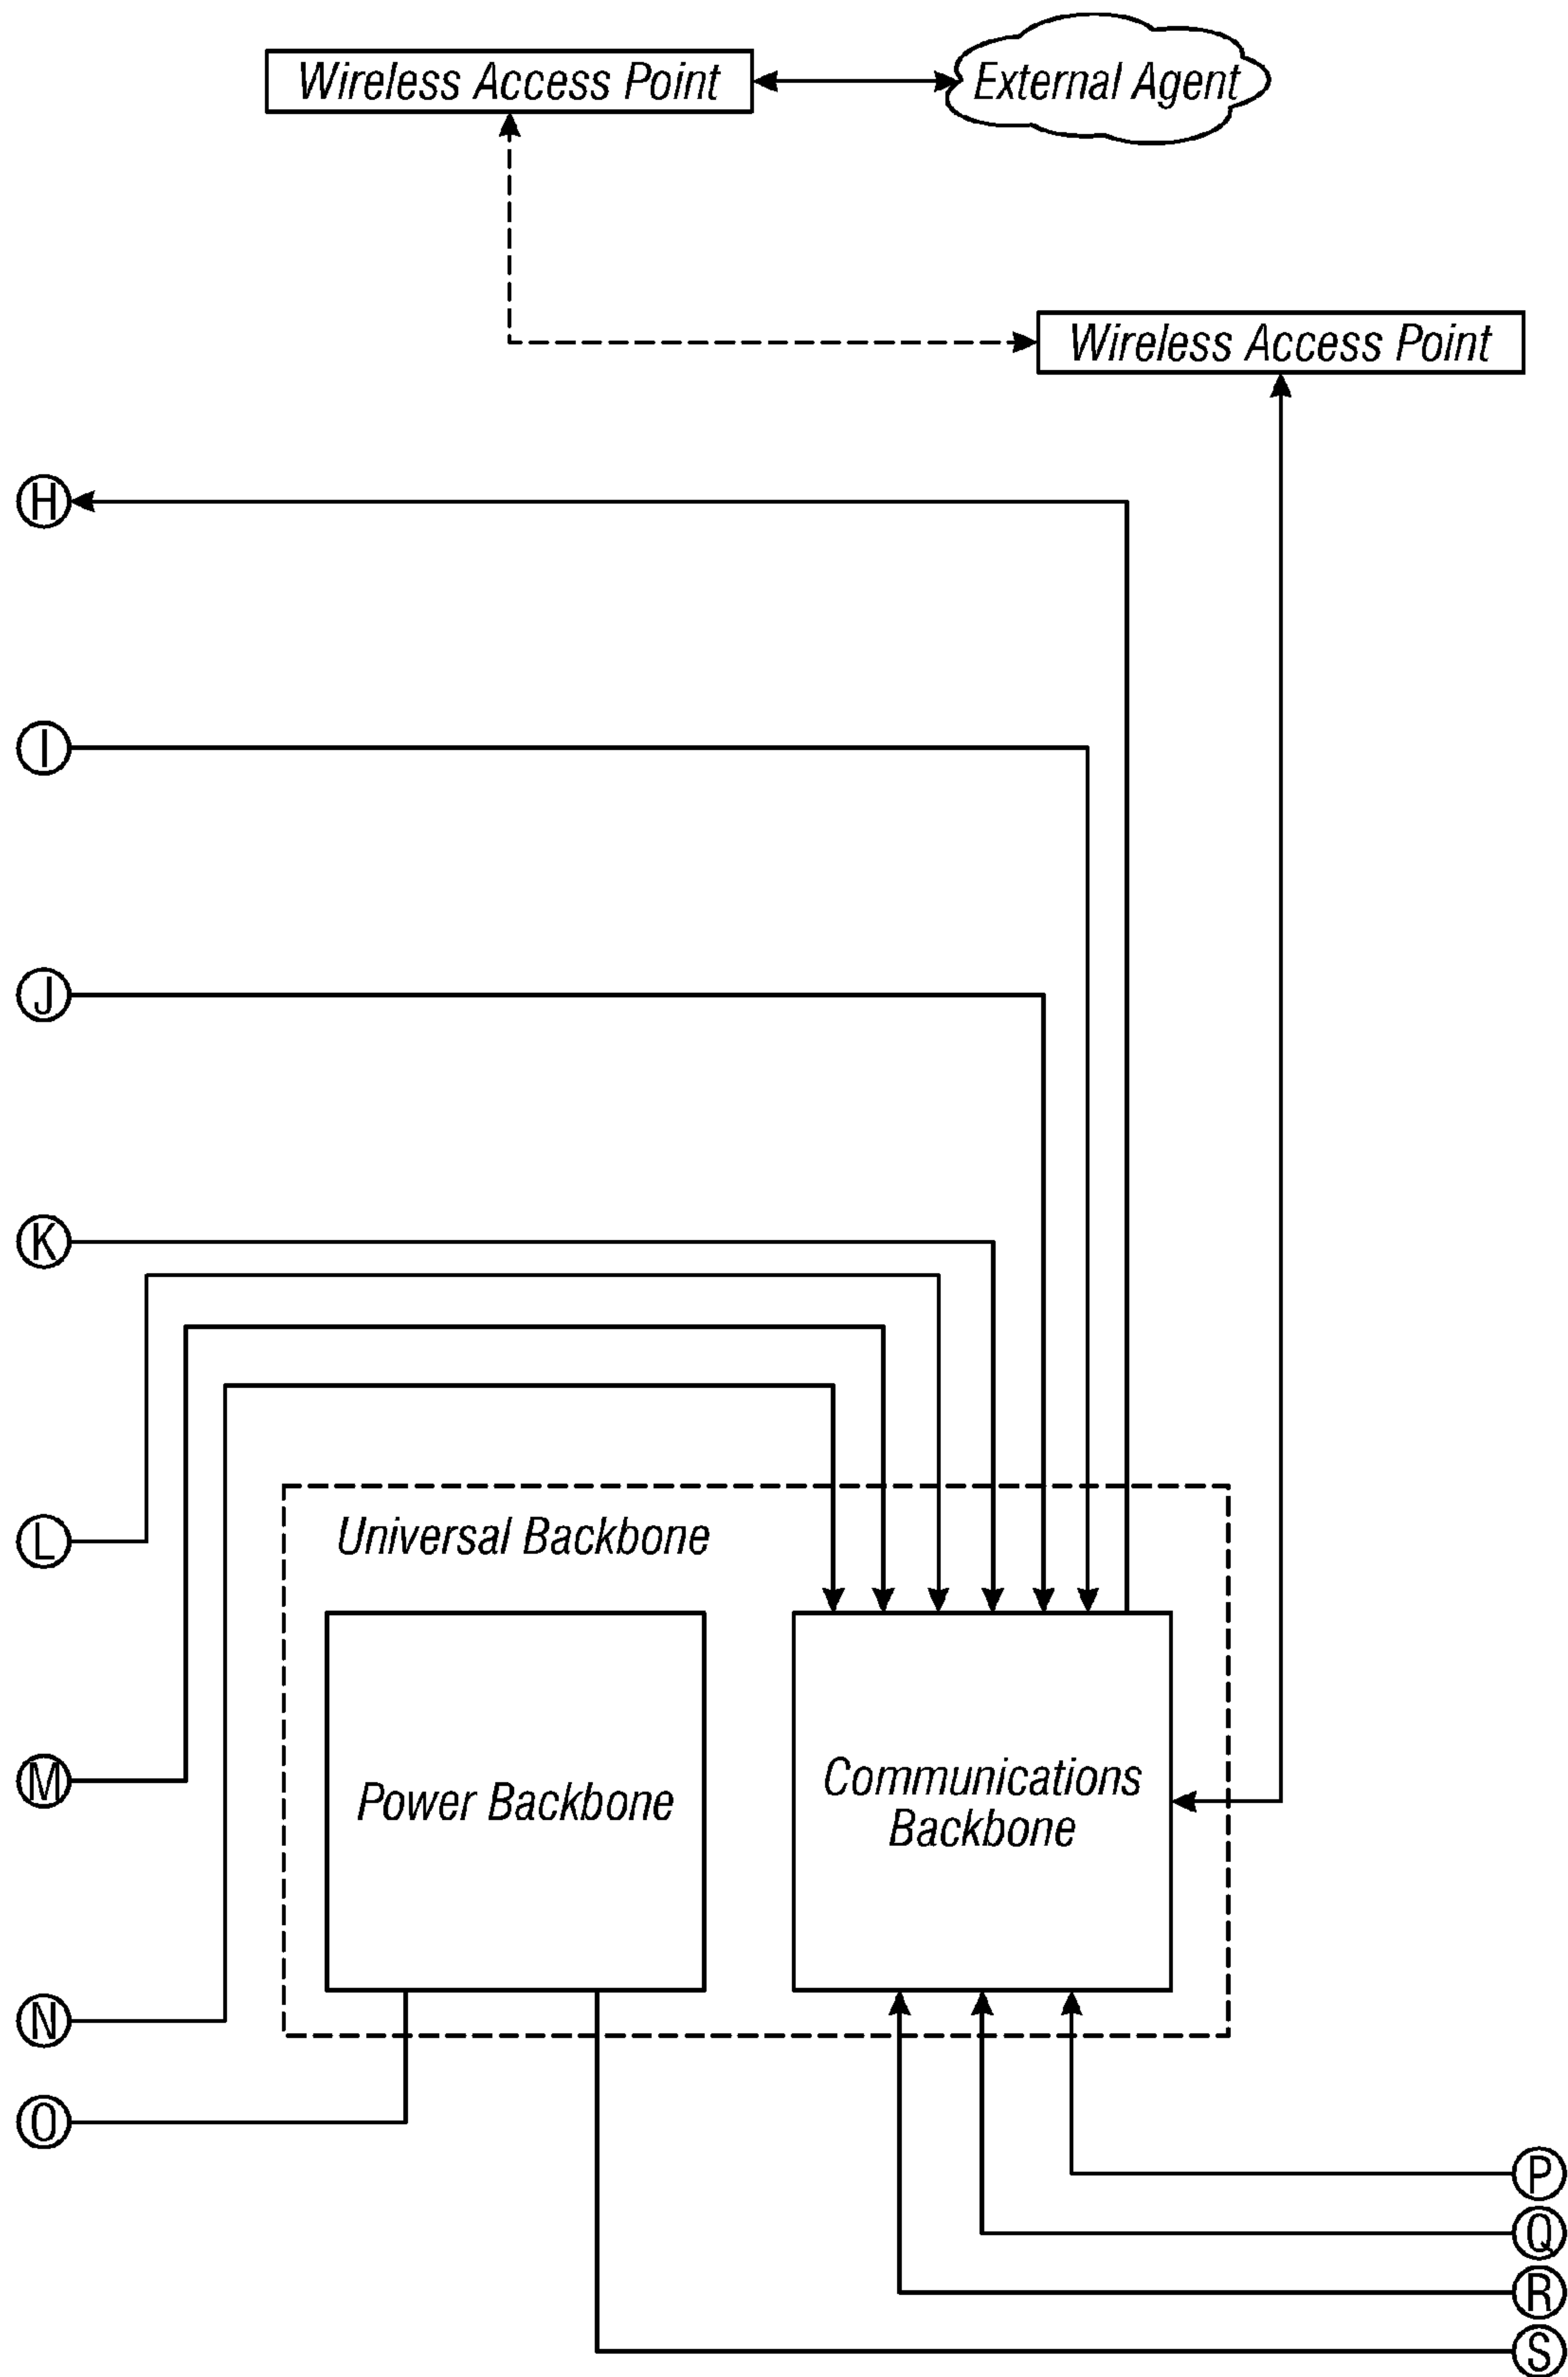 Wireless Access Point
External Agent
Wireless Access Point
H
I
J
K
L
Universal Backbone
M
Power Backbone
Communications
Backbone
N
O
P
Q
R
S